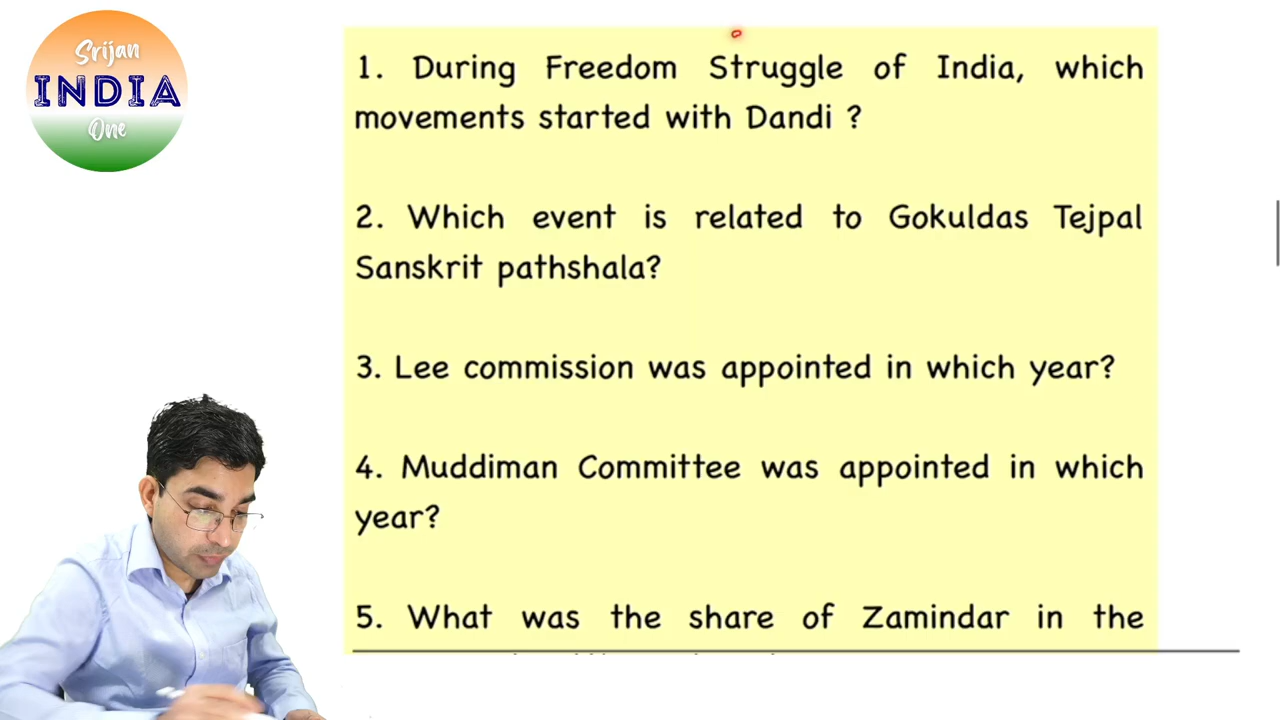 Srijan
INDIA
One
1. During Freedom Struggle of India, which
movements started with Dandi ?
2. Which event is related to Gokuldas Tejpal
Sanskrit pathshala?
3. Lee commission was appointed in which year?
4. Muddiman Committee was appointed in which
year?
5. What was the share of Zamindar in the